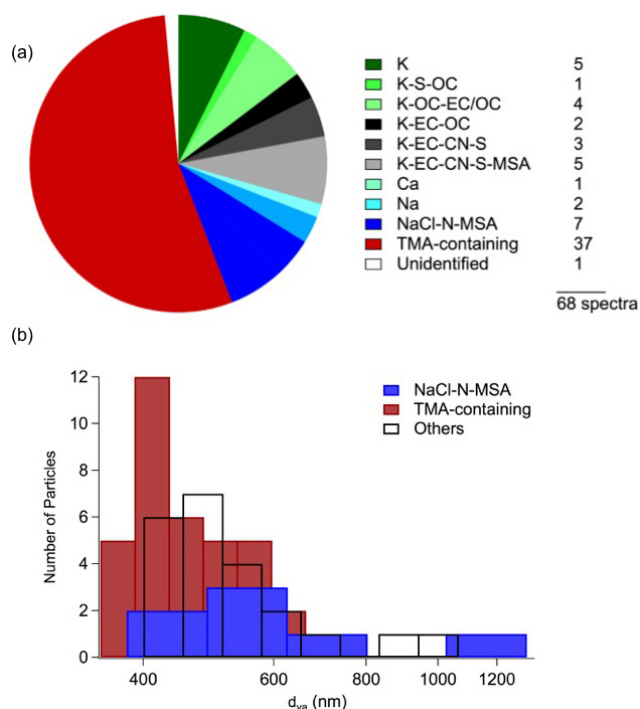 (a)
K 5
K-S-OC 1
K-OC-EC/OC 4
K-EC-OC 2
K-EC-CN-S 3
K-EC-CN-S-MSA 5
Ca 1
Na 2
NaCl-N-MSA 7
TMA-containing 37
Unidentified 1
68 spectra
(b)
12
10
8
6
4
2
0
Number of Particles
NaCl-N-MSA
TMA-containing
Others
400 600 800 1000 1200
dva (nm)